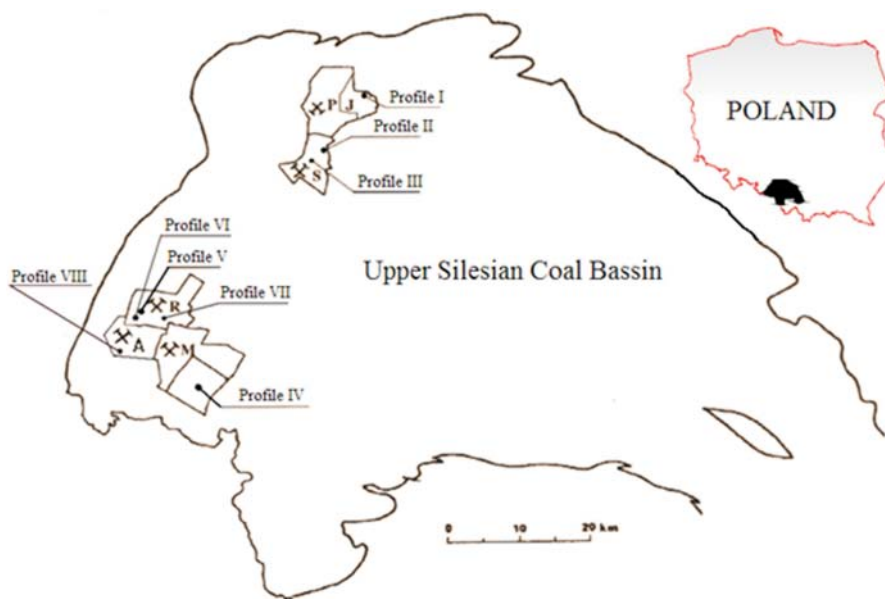 Profile I
P
J
POLAND
Profile II
S
Profile III
Profile VI
Profile V
Upper Silesian Coal Bassin
Profile VIII
Profile VII
R
A
M
Profile IV
0 10 20 km